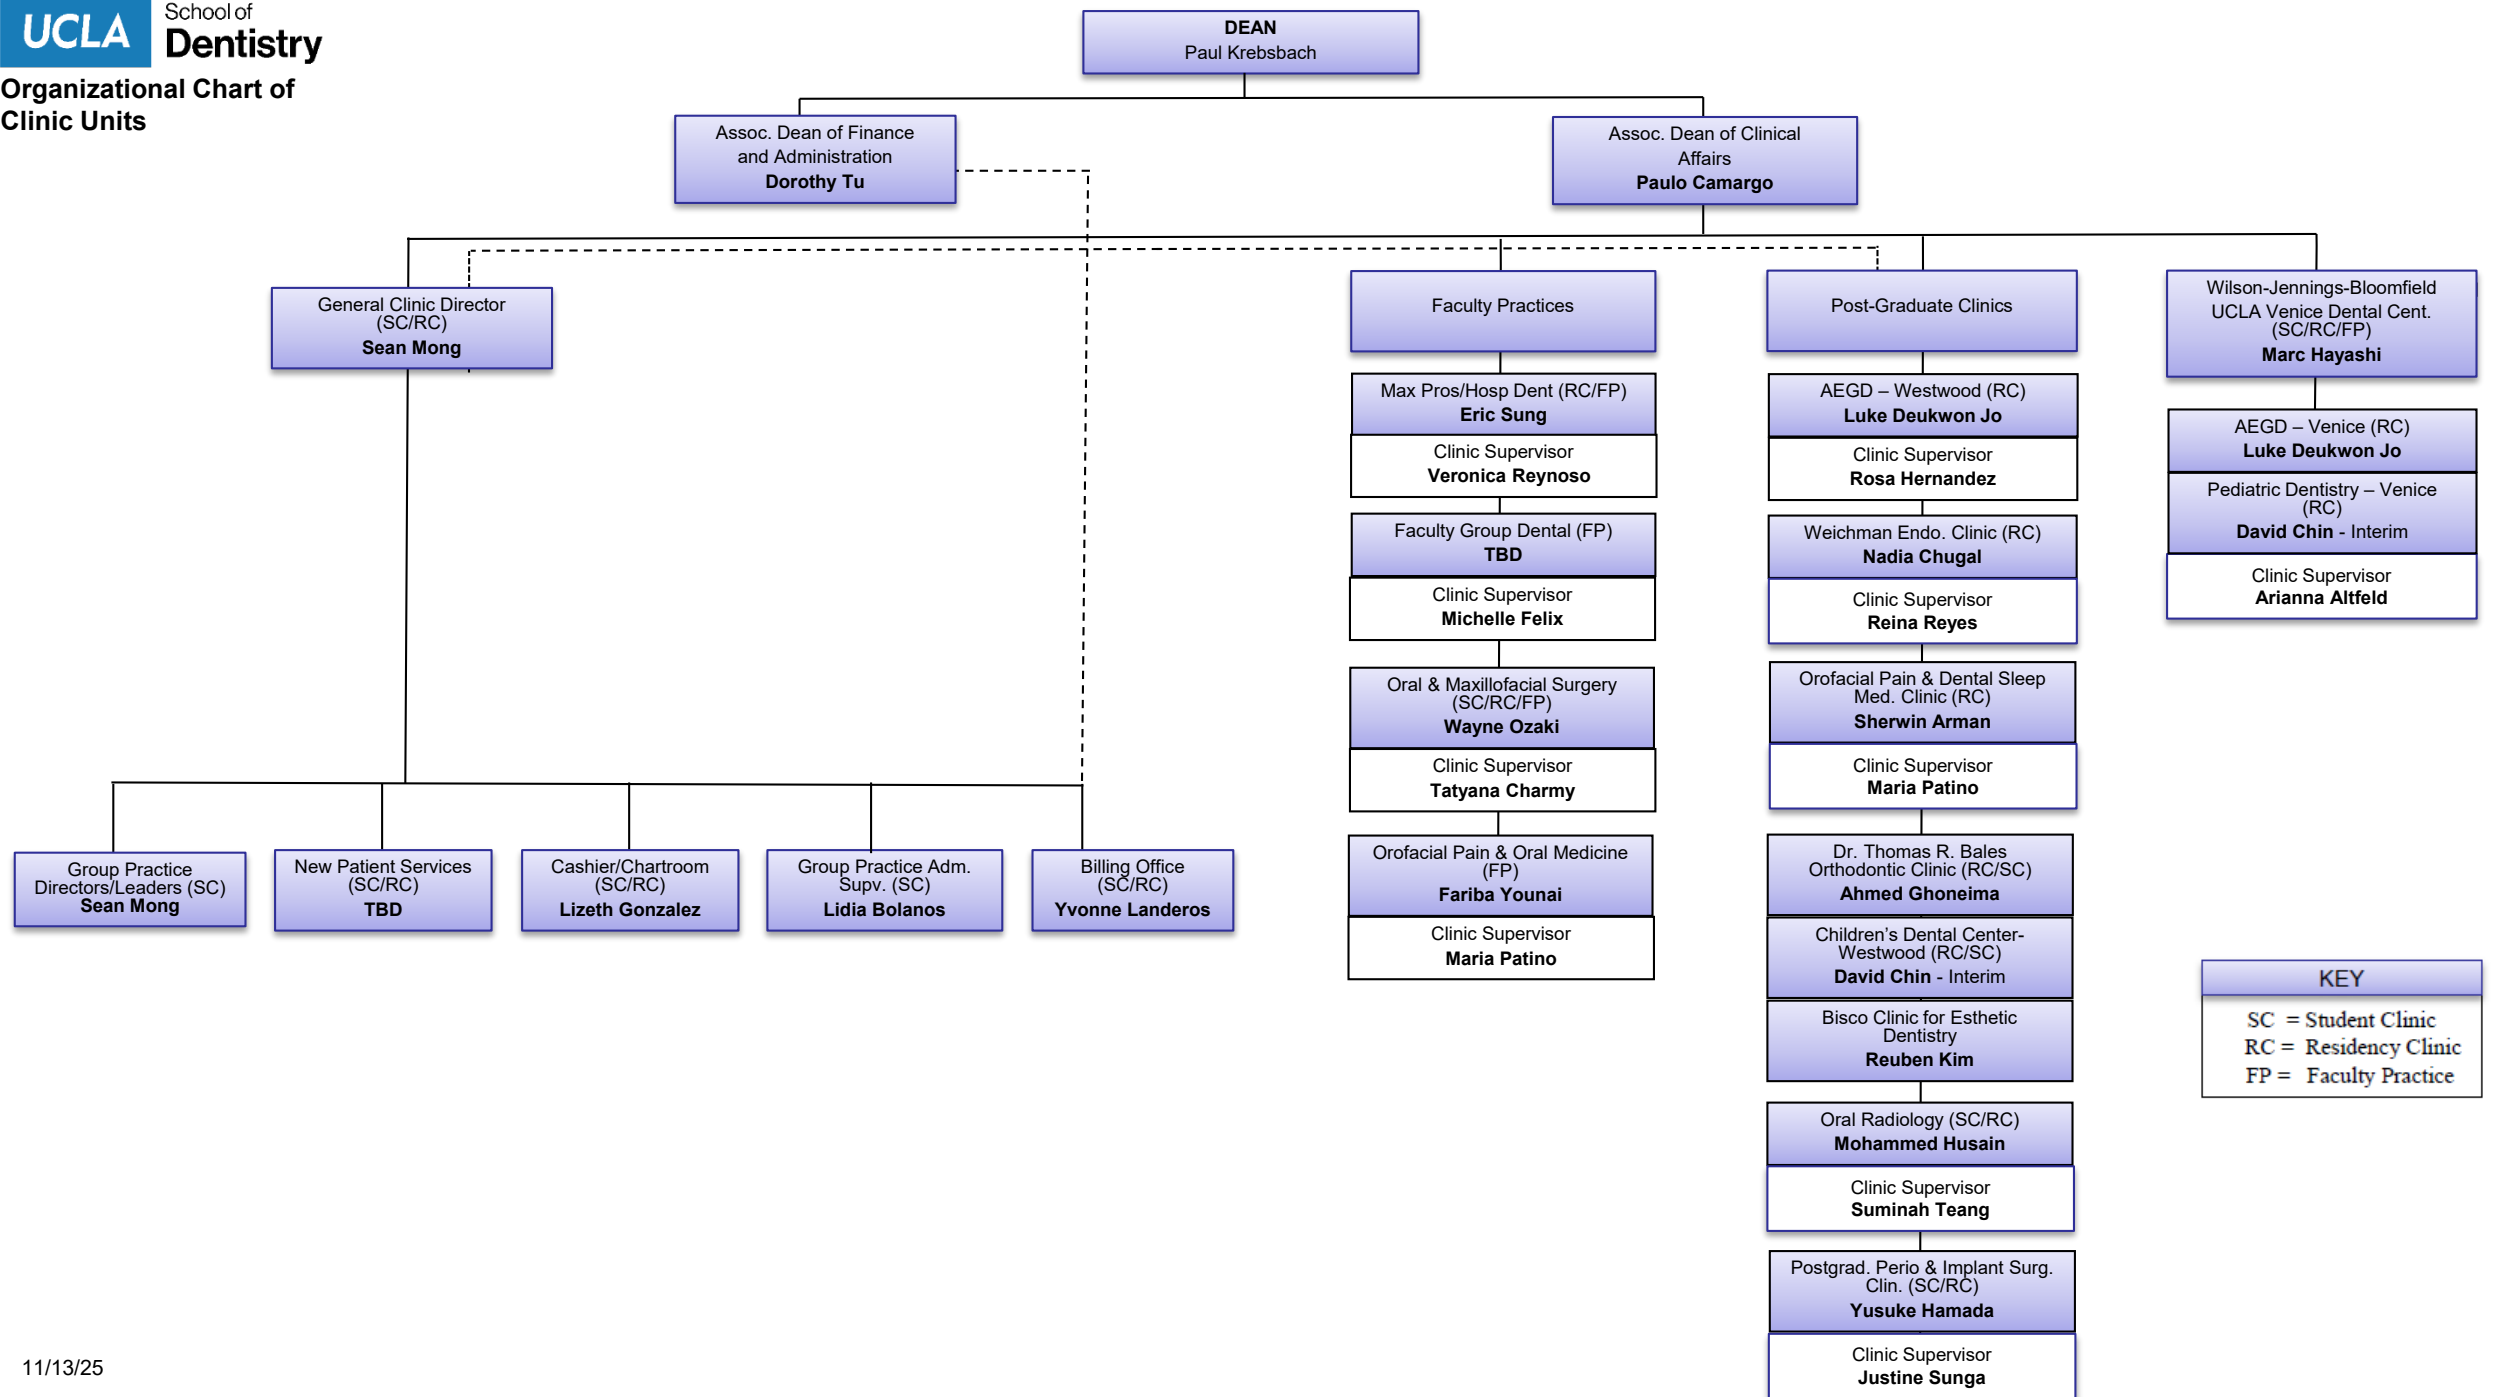 UCLA School of
Dentistry
Organizational Chart of
Clinic Units
DEAN
Paul Krebsbach
Assoc. Dean of Finance
and Administration
Dorothy Tu
Assoc. Dean of Clinical
Affairs
Paulo Camargo
General Clinic Director
(SC/RC)
Sean Mong
Group Practice
Directors/Leaders (SC)
Sean Mong
New Patient Services
(SC/RC)
TBD
Cashier/Chartroom
(SC/RC)
Lizeth Gonzalez
Group Practice Adm.
Supv. (SC)
Lidia Bolanos
Billing Office
(SC/RC)
Yvonne Landeros
Faculty Practices
Max Pros/Hosp Dent (RC/FP)
Eric Sung
Clinic Supervisor
Veronica Reynoso
Faculty Group Dental (FP)
TBD
Clinic Supervisor
Michelle Felix
Oral & Maxillofacial Surgery
(SC/RC/FP)
Wayne Ozaki
Clinic Supervisor
Tatyana Charmy
Orofacial Pain & Oral Medicine
(FP)
Fariba Younai
Clinic Supervisor
Maria Patino
Post-Graduate Clinics
AEGD – Westwood (RC)
Luke Deukwon Jo
Clinic Supervisor
Rosa Hernandez
Weichman Endo. Clinic (RC)
Nadia Chugal
Clinic Supervisor
Reina Reyes
Orofacial Pain & Dental Sleep
Med. Clinic (RC)
Sherwin Arman
Clinic Supervisor
Maria Patino
Dr. Thomas R. Bales
Orthodontic Clinic (RC/SC)
Ahmed Ghoneima
Children’s Dental Center-
Westwood (RC/SC)
David Chin - Interim
Bisco Clinic for Esthetic
Dentistry
Reuben Kim
Oral Radiology (SC/RC)
Mohammed Husain
Clinic Supervisor
Suminah Teang
Postgrad. Perio & Implant Surg.
Clin. (SC/RC)
Yusuke Hamada
Clinic Supervisor
Justine Sunga
Wilson-Jennings-Bloomfield
UCLA Venice Dental Cent.
(SC/RC/FP)
Marc Hayashi
AEGD – Venice (RC)
Luke Deukwon Jo
Pediatric Dentistry – Venice
(RC)
David Chin - Interim
Clinic Supervisor
Arianna Altfeld
KEY
SC = Student Clinic
RC = Residency Clinic
FP = Faculty Practice
11/13/25